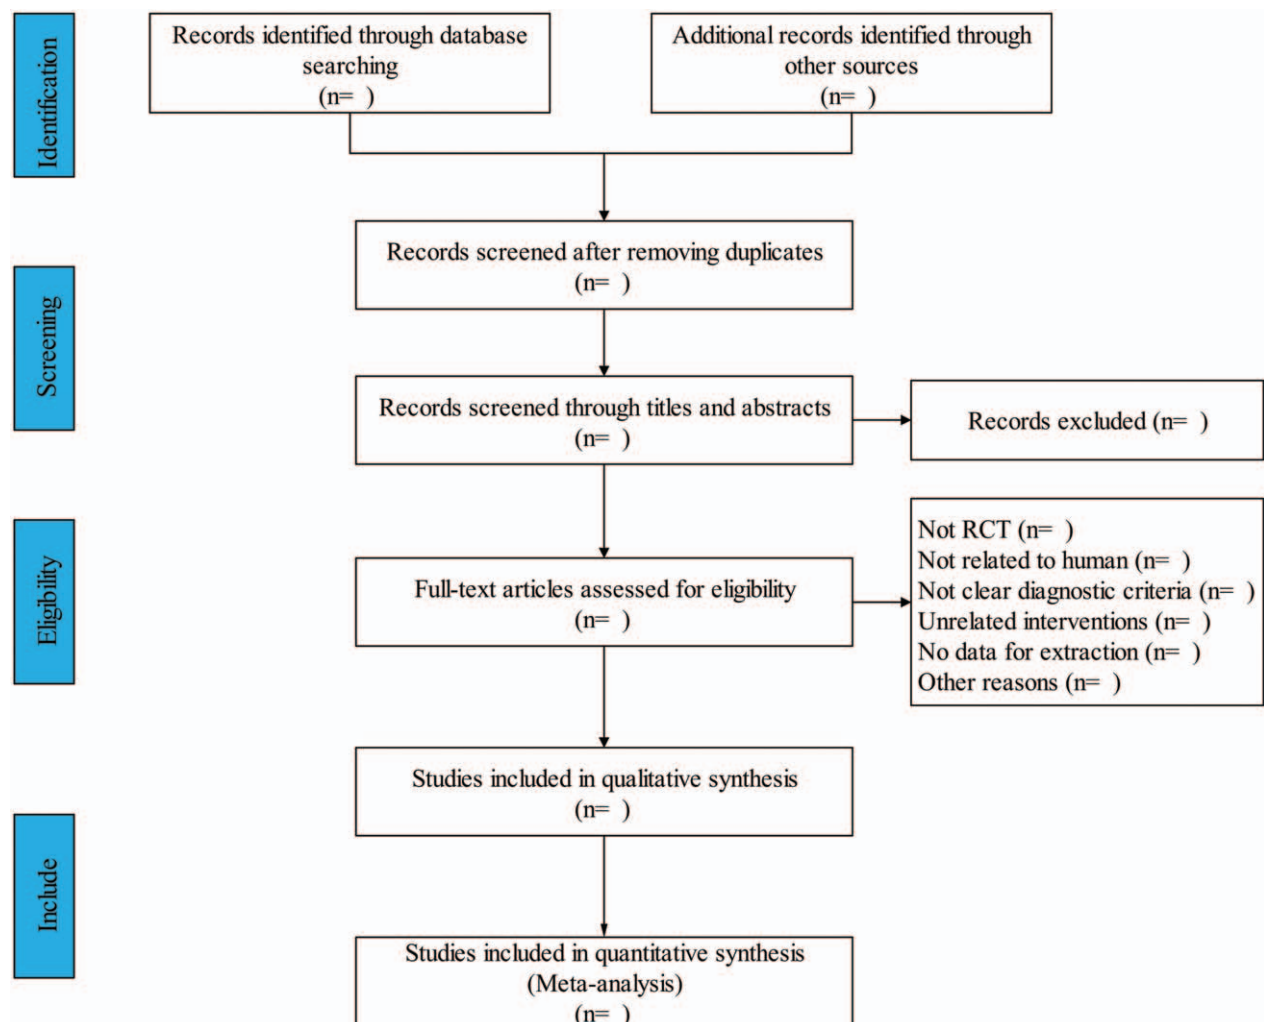 Identification
Records identified through database
searching
(n=  )
Additional records identified through
other sources
(n=  )
Records screened after removing duplicates
(n=  )
Screening
Records screened through titles and abstracts
(n=  )
Records excluded (n=  )
Eligibility
Full-text articles assessed for eligibility
(n=  )
Not RCT (n=  )
Not related to human (n=  )
Not clear diagnostic criteria (n=  )
Unrelated interventions (n=  )
No data for extraction (n=  )
Other reasons (n=  )
Studies included in qualitative synthesis
(n=  )
Include
Studies included in quantitative synthesis
(Meta-analysis)
(n=  )